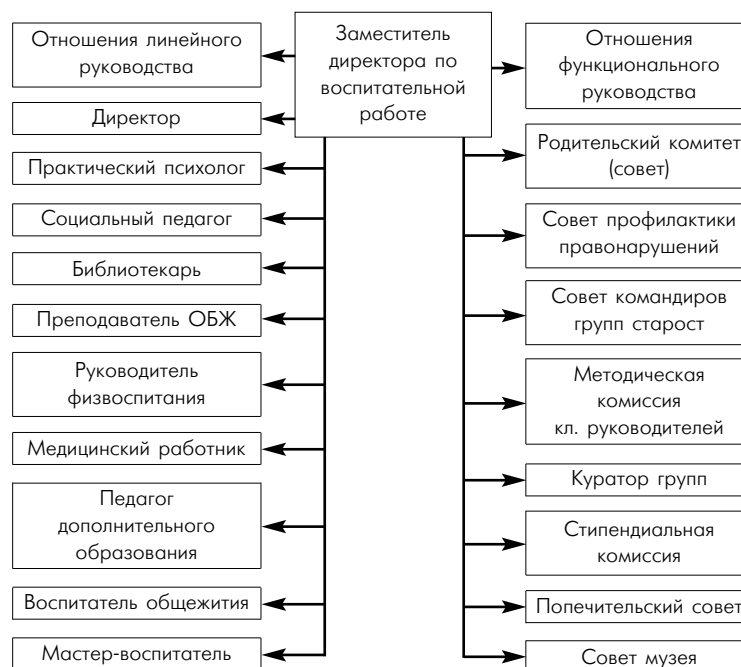 Заместитель
директора по
воспитательной
работе
Отношения линейного
руководства
Директор
Практический психолог
Социальный педагог
Библиотекарь
Преподаватель ОБЖ
Руководитель
физвоспитания
Медицинский работник
Педагог
дополнительного
образования
Воспитатель общежития
Мастер-воспитатель
Отношения
функционального
руководства
Родительский комитет
(совет)
Совет профилактики
правонарушений
Совет командиров
групп старост
Методическая
комиссия
кл. руководителей
Куратор групп
Стипендиальная
комиссия
Попечительский совет
Совет музея